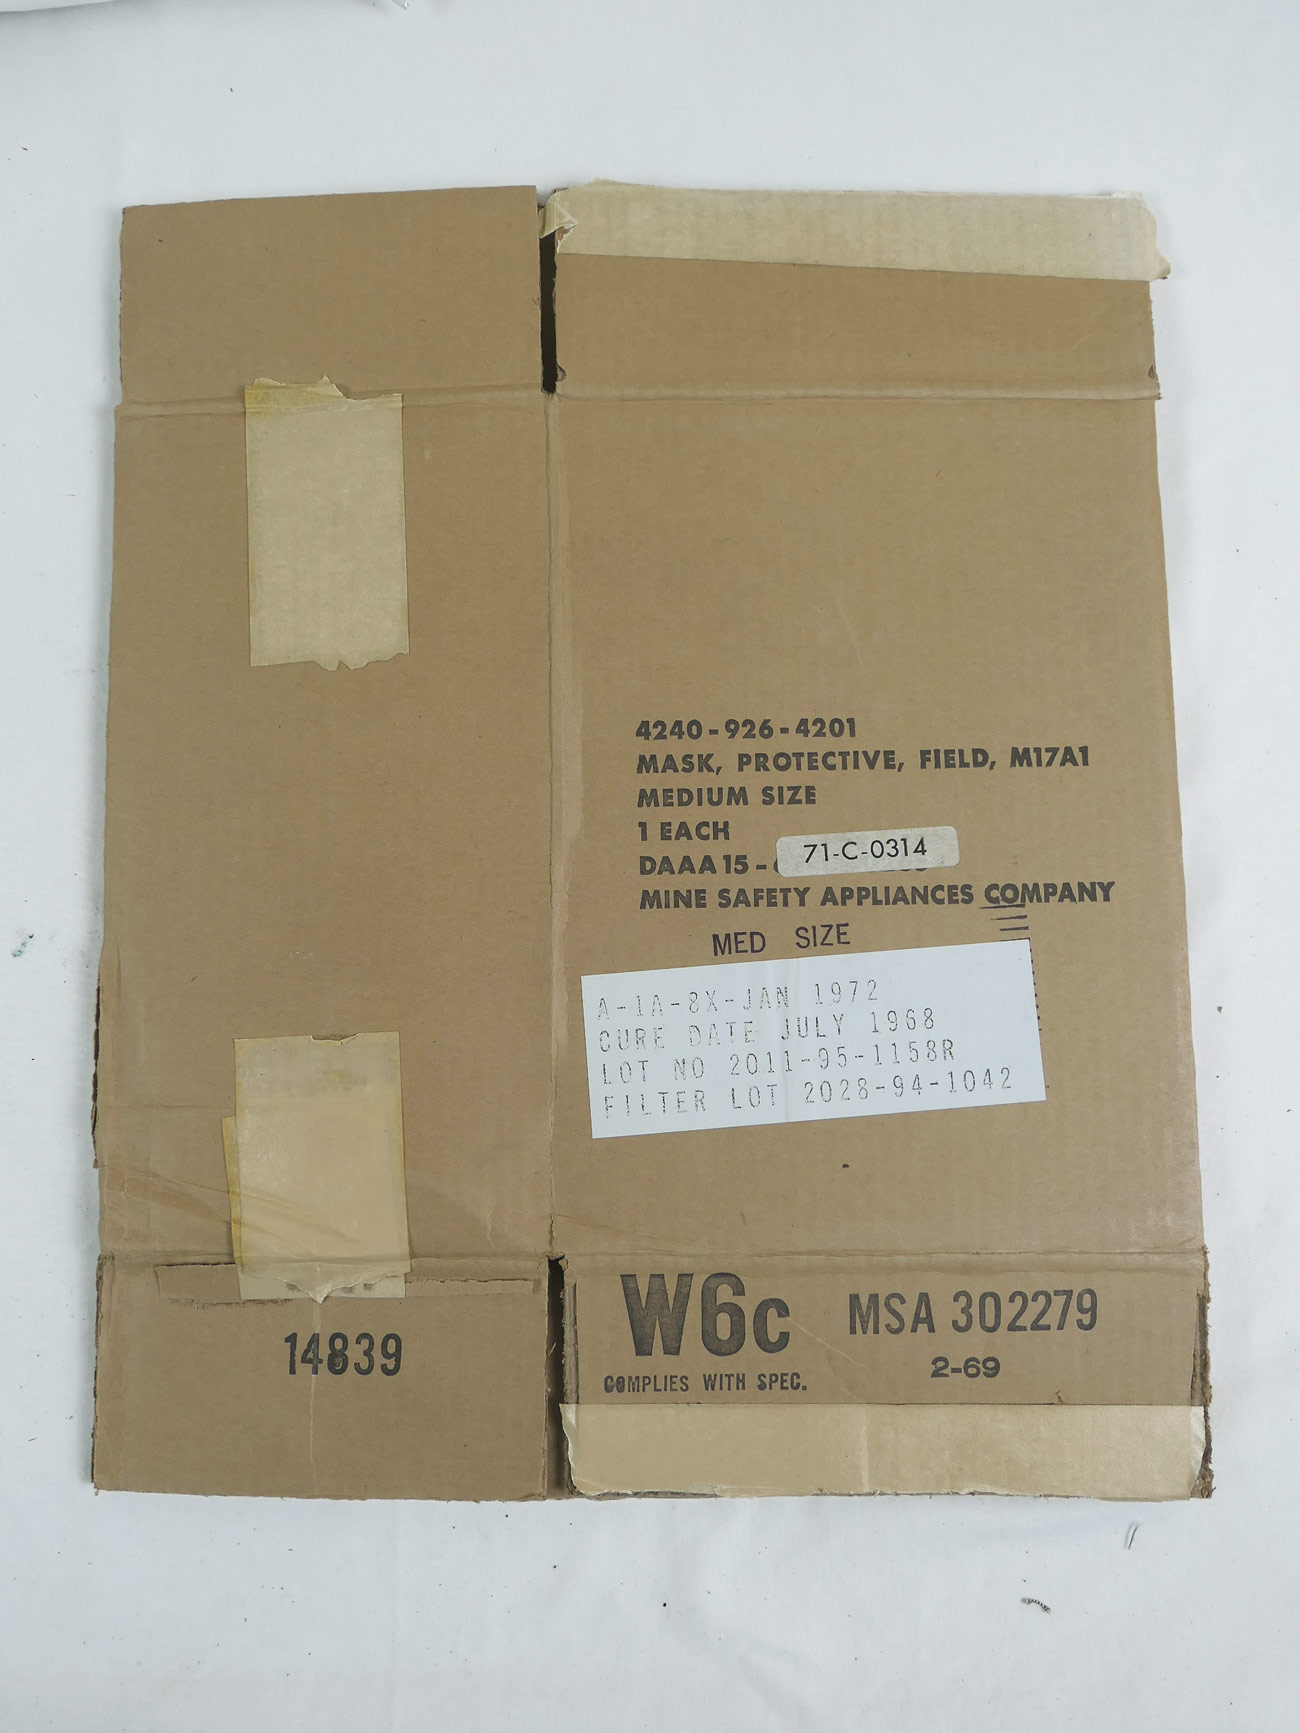 4240-926-4201
MASK, PROTECTIVE, FIELD, M17A1
MEDIUM SIZE
1 EACH
DAAA15- 71-C-0314
MINE SAFETY APPLIANCES COMPANY
MED SIZE
A-1A-8X-JAN 1972
CURE DATE JULY 1968
LOT NO 2011-95-1158R
FILTER LOT 2028-94-1042
W6c MSA 302279
2-69
COMPLIES WITH SPEC.
14839